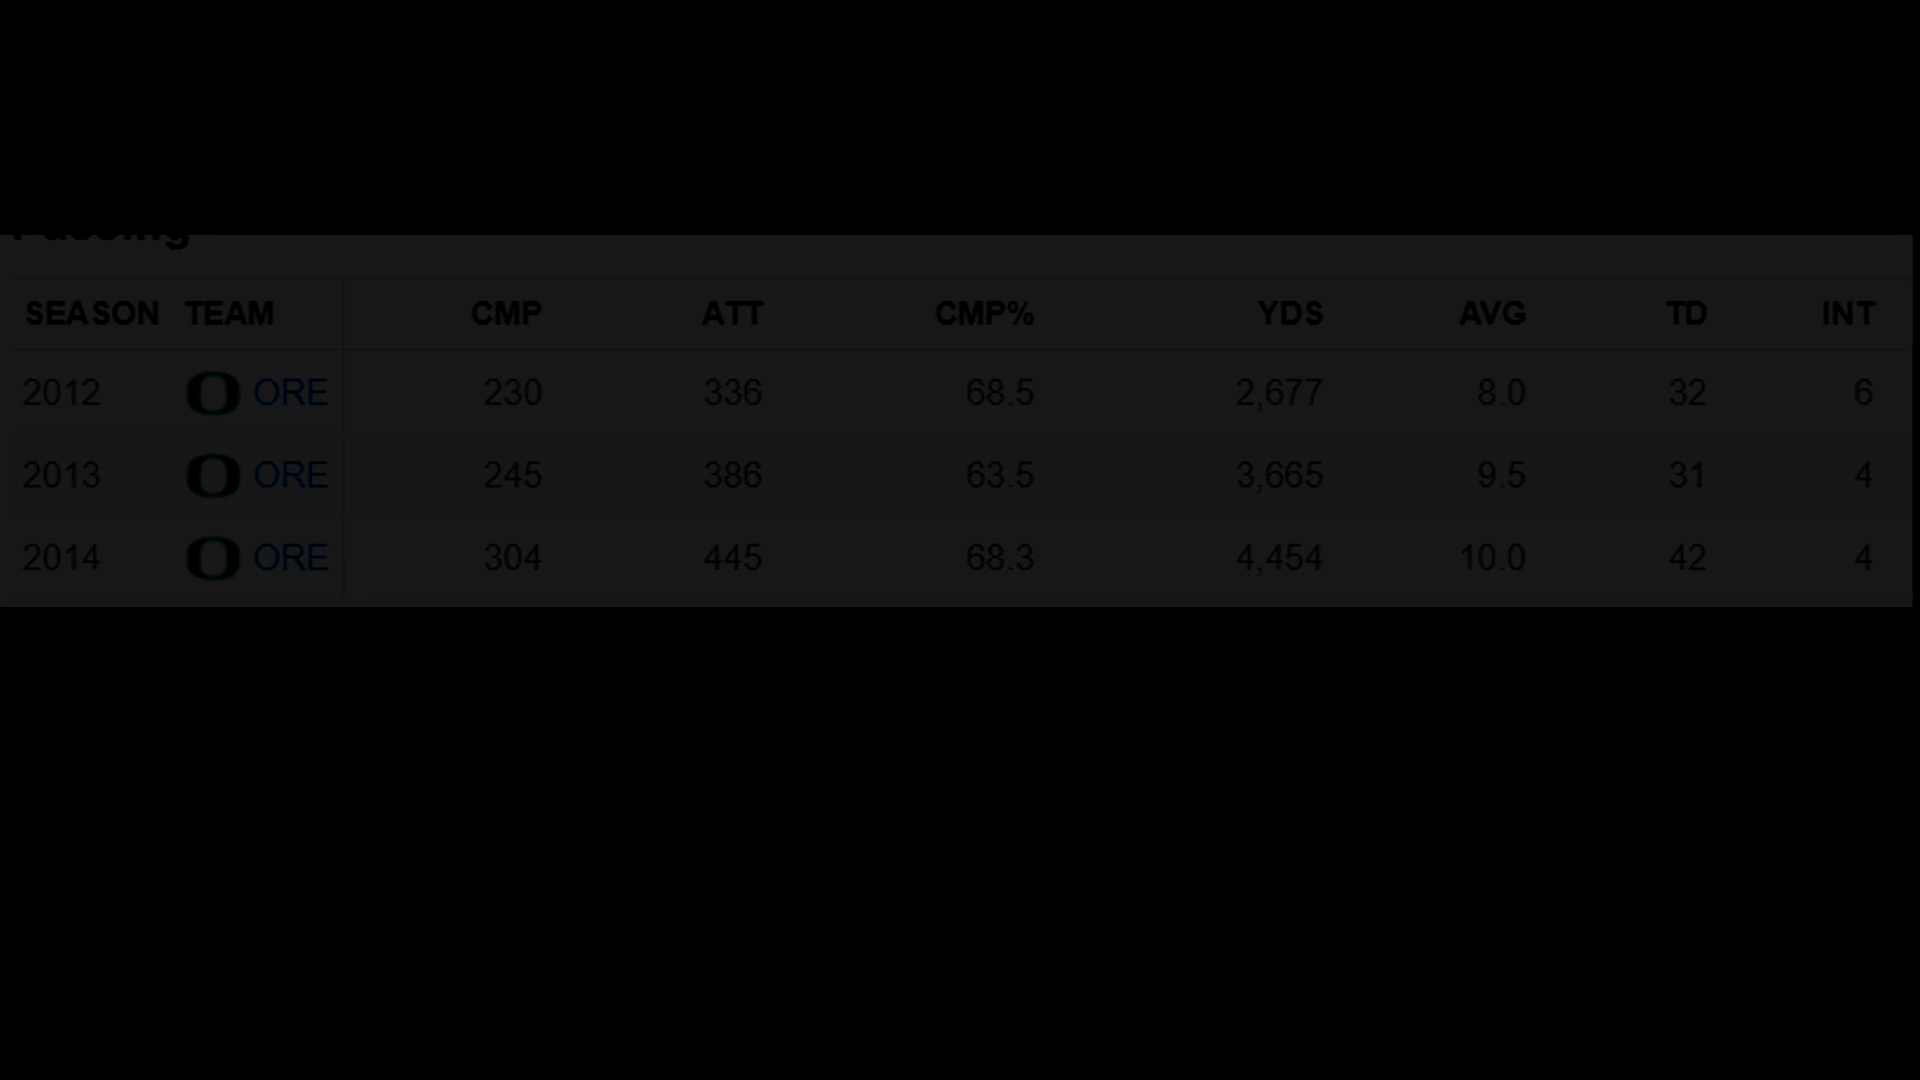 Passing
SEASON TEAM CMP ATT CMP% YDS AVG TD INT
2012 O ORE 230 336 68.5 2,677 8.0 32 6
2013 O ORE 245 386 63.5 3,665 9.5 31 4
2014 O ORE 304 445 68.3 4,454 10.0 42 4